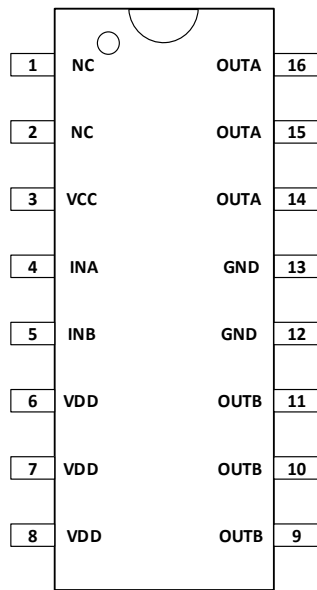 1 NC OUTA 16
2 NC OUTA 15
3 VCC OUTA 14
4 INA GND 13
5 INB GND 12
6 VDD OUTB 11
7 VDD OUTB 10
8 VDD OUTB 9